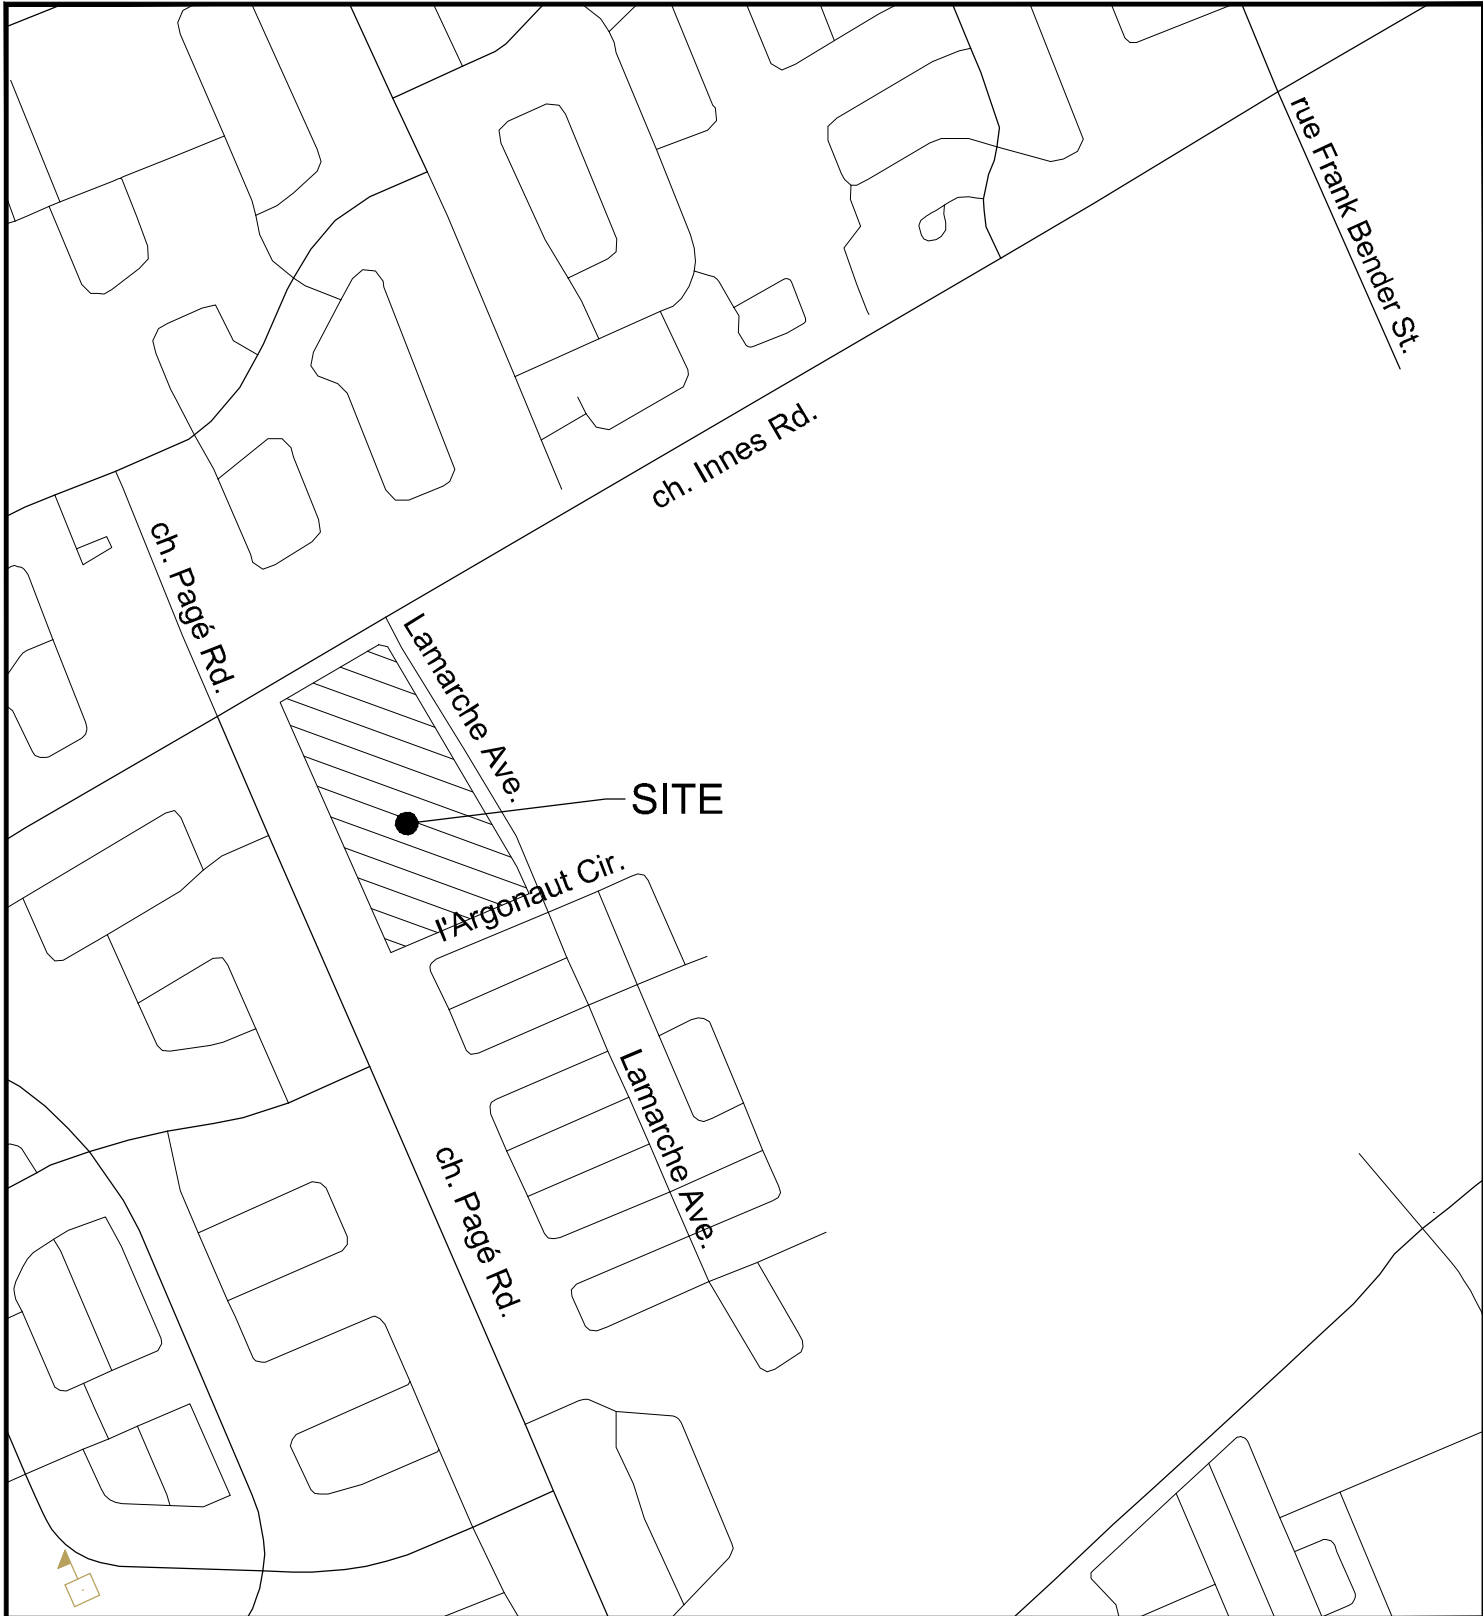 rue Frank Bender St.
ch. Innes Rd.
ch. Pagé Rd.
Lamarche Ave.
SITE
l'Argonaut Cir.
Lamarche Ave.
ch. Pagé Rd.